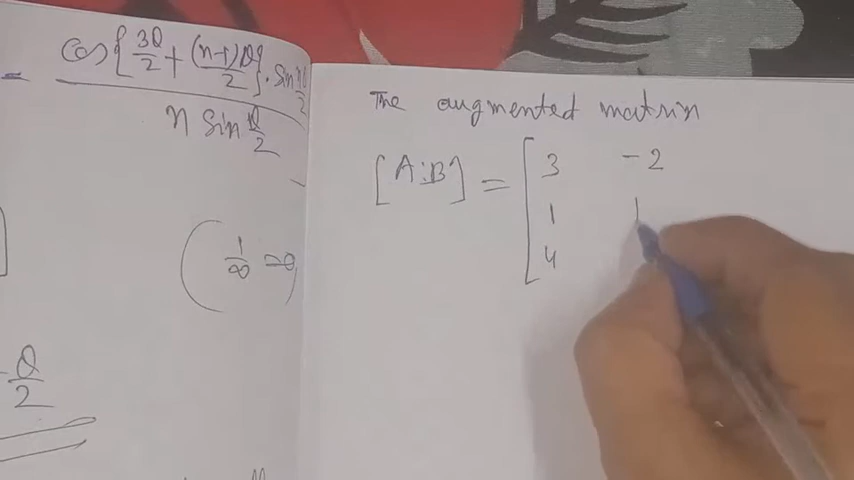 = cos{3θ/2 + (n-1)θ/2}.sin nθ/2
n sin θ/2
(1/∞ = 0)
θ/2
The augmented matrin
[A:B] = [ 3 -2
1 1
4